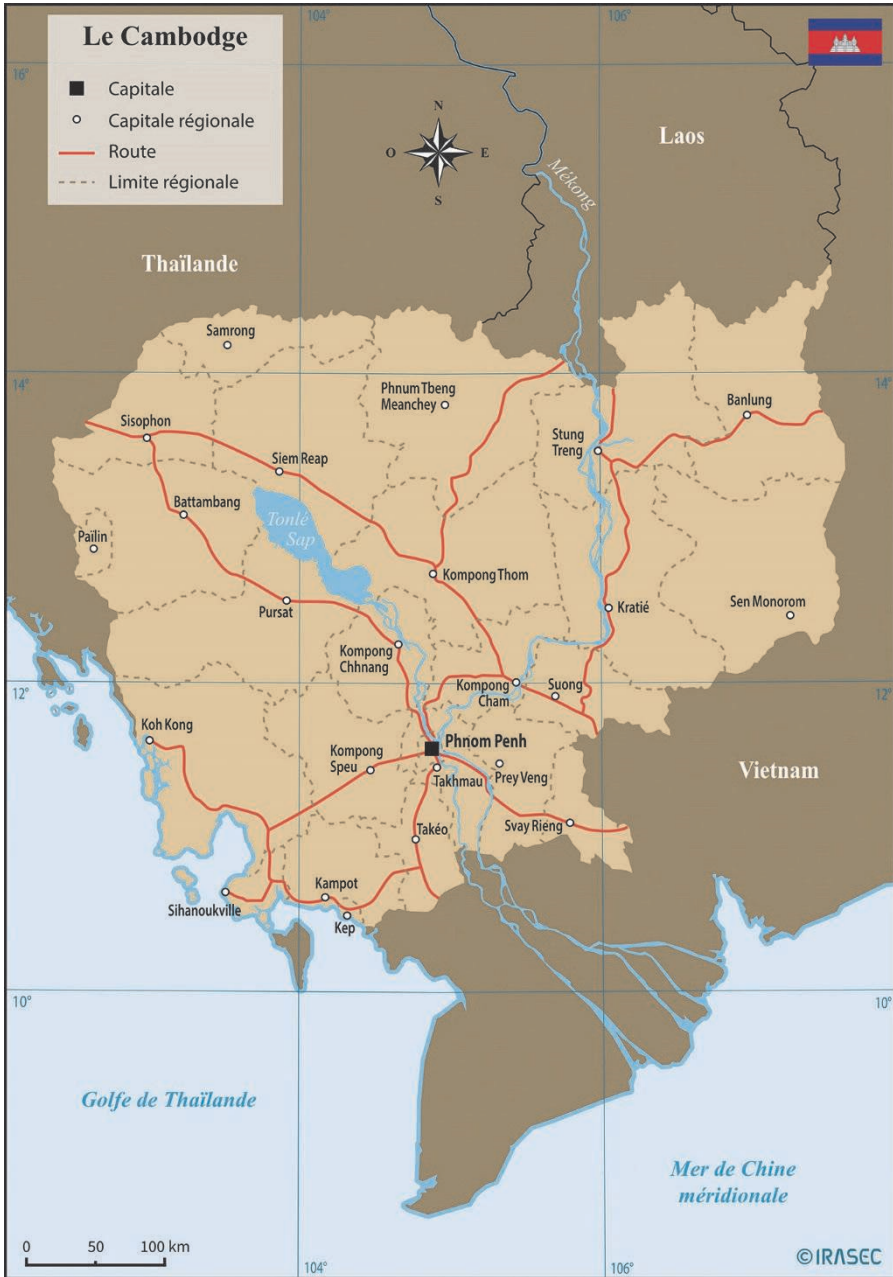 104°
106°
Le Cambodge
Capitale
Capitale régionale
Route
Limite régionale
16°
N
O
E
S
Laos
Mékong
Thaïlande
Samrong
14°
14°
Phnum Tbeng
Meanchey
Banlung
Sisophon
Stung
Treng
Siem Reap
Battambang
Tonlé
Sap
Païlin
Kompong Thom
Pursat
Kratié
Sen Monorom
Kompong
Chhnang
12°
12°
Kompong
Cham
Suong
Koh Kong
Phnom Penh
Kompong
Speu
Takhmau
Prey Veng
Vietnam
Takéo
Svay Rieng
Sihanoukville
Kampot
Kep
10°
10°
Golfe de Thaïlande
Mer de Chine
méridionale
0
50
100 km
104°
106°
©IRASEC